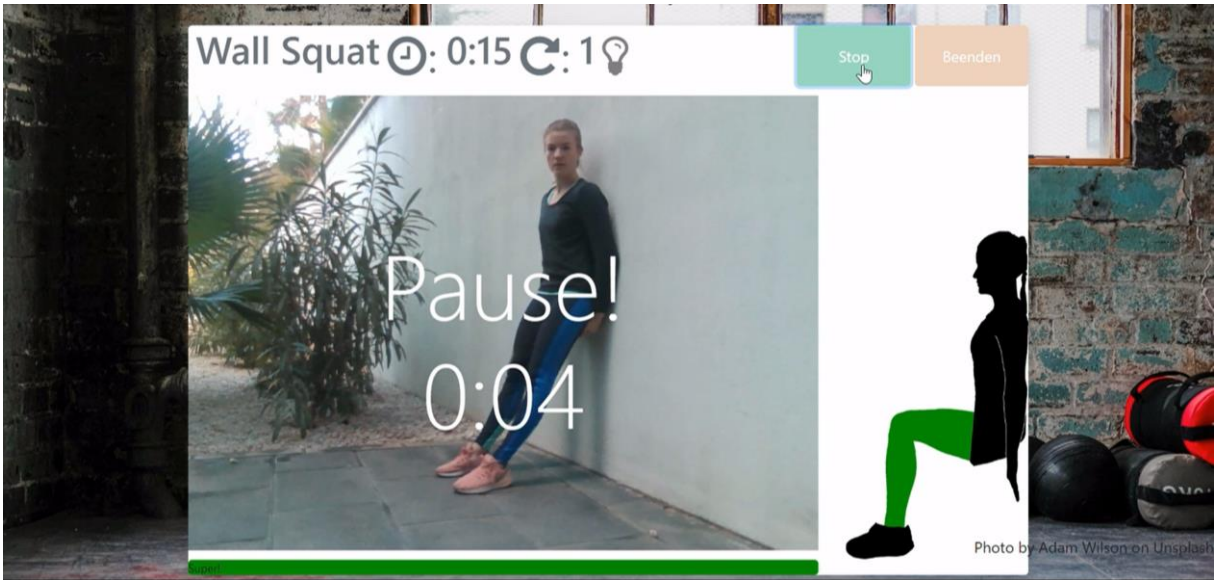 Wall Squat : 0:15 : 1
Stop
Beenden
Pause!
0:04
Super!
Photo by Adam Wilson on Unsplash